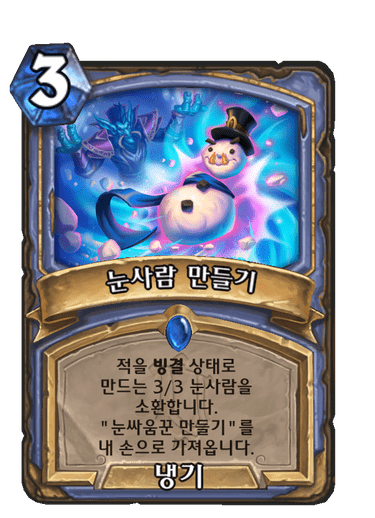 3
눈사람 만들기
적을 빙결 상태로
만드는 3/3 눈사람을
소환합니다.
"눈싸움꾼 만들기"를
내 손으로 가져옵니다.
냉기